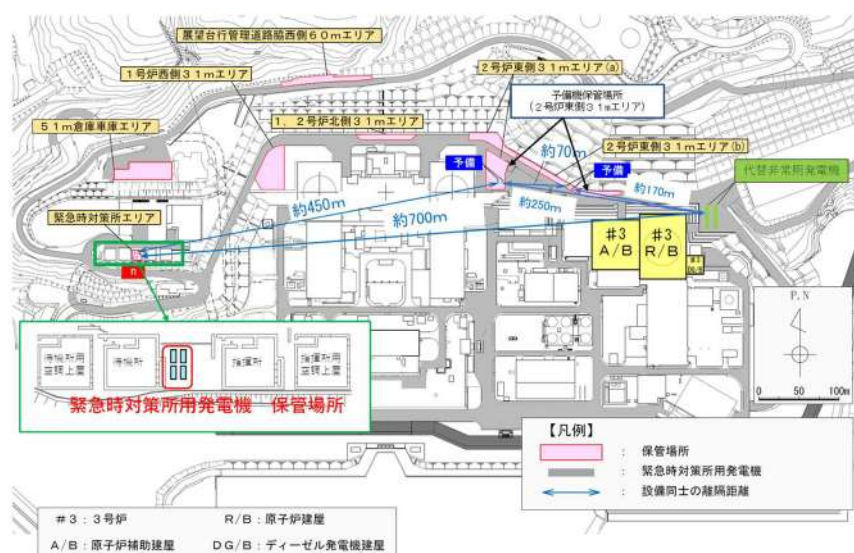 展望台行管理道路脇西側60mエリア
1号炉西側31mエリア
2号炉東側31mエリア(a)
予備機保管場所
(2号炉東側31mエリア)
51m倉庫車庫エリア
1、2号炉北側31mエリア
2号炉東側31mエリア(b)
約70m
予備
予備
代替非常用発電機
約170m
緊急時対策所エリア
約450m
約250m
約700m
#3
A/B
#3
R/B
n
P.N
待機所用
空調上屋
待機所
指揮所
指揮所用
空調上屋
緊急時対策所用発電機 保管場所
0 50 100m
【凡例】
: 保管場所
: 緊急時対策所用発電機
: 設備同士の離隔距離
#3:3号炉
R/B:原子炉建屋
A/B:原子炉補助建屋
DG/B:ディーゼル発電機建屋